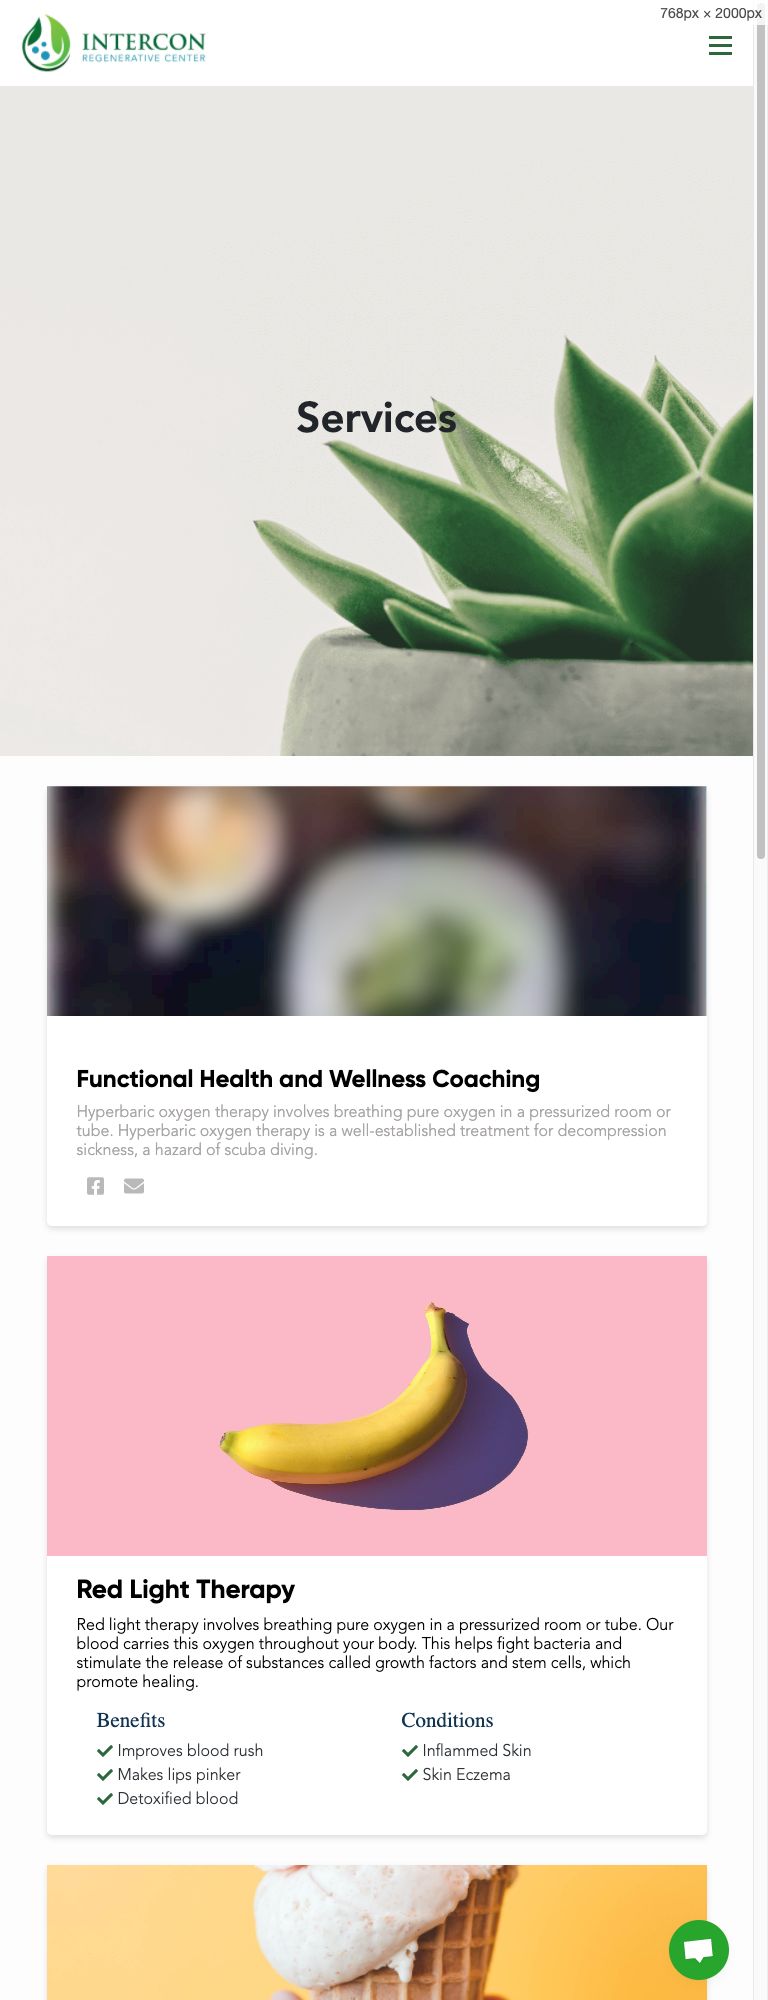 768px × 2000px
INTERCON
REGENERATIVE CENTER
Services
Functional Health and Wellness Coaching
Hyperbaric oxygen therapy involves breathing pure oxygen in a pressurized room or
tube. Hyperbaric oxygen therapy is a well-established treatment for decompression
sickness, a hazard of scuba diving.
Red Light Therapy
Red light therapy involves breathing pure oxygen in a pressurized room or tube. Our
blood carries this oxygen throughout your body. This helps fight bacteria and
stimulate the release of substances called growth factors and stem cells, which
promote healing.
Benefits
Improves blood rush
Makes lips pinker
Detoxified blood
Conditions
Inflammed Skin
Skin Eczema